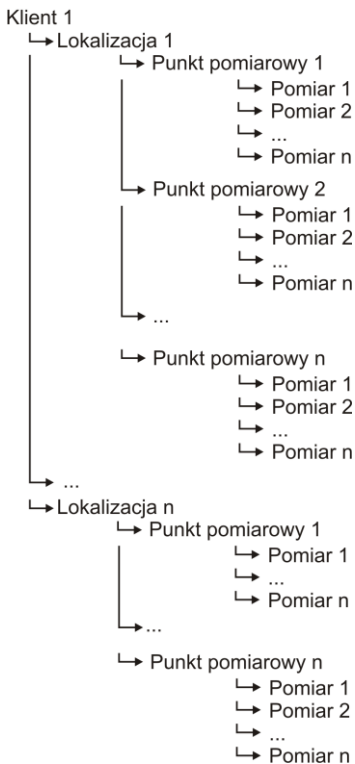 Klient 1
Lokalizacja 1
Punkt pomiarowy 1
Pomiar 1
Pomiar 2
...
Pomiar n
Punkt pomiarowy 2
Pomiar 1
Pomiar 2
...
Pomiar n
...
Punkt pomiarowy n
Pomiar 1
Pomiar 2
...
Pomiar n
...
Lokalizacja n
Punkt pomiarowy 1
Pomiar 1
...
Pomiar n
...
Punkt pomiarowy n
Pomiar 1
Pomiar 2
...
Pomiar n